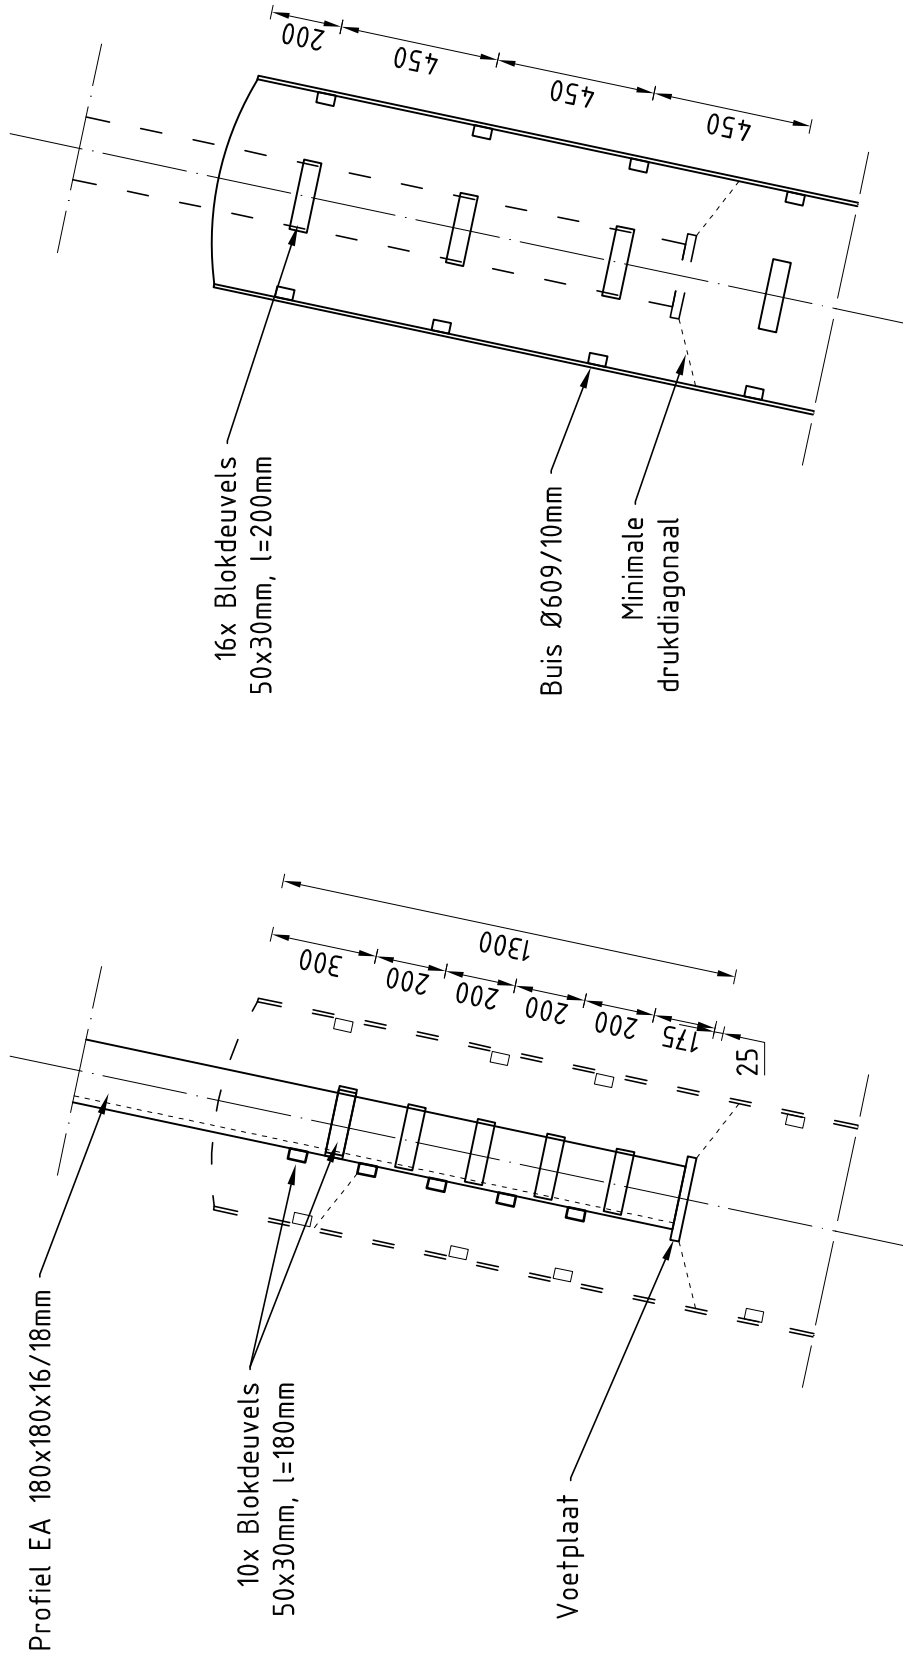 Profiel EA 180x180x16/18mm
10x Blokdeuvels
50x30mm, l=180mm
Voetplaat
300
200
200
200
200
175
25
1300
16x Blokdeuvels
50x30mm, l=200mm
Buis Ø609/10mm
Minimale
drukdiagonaal
200
450
450
450